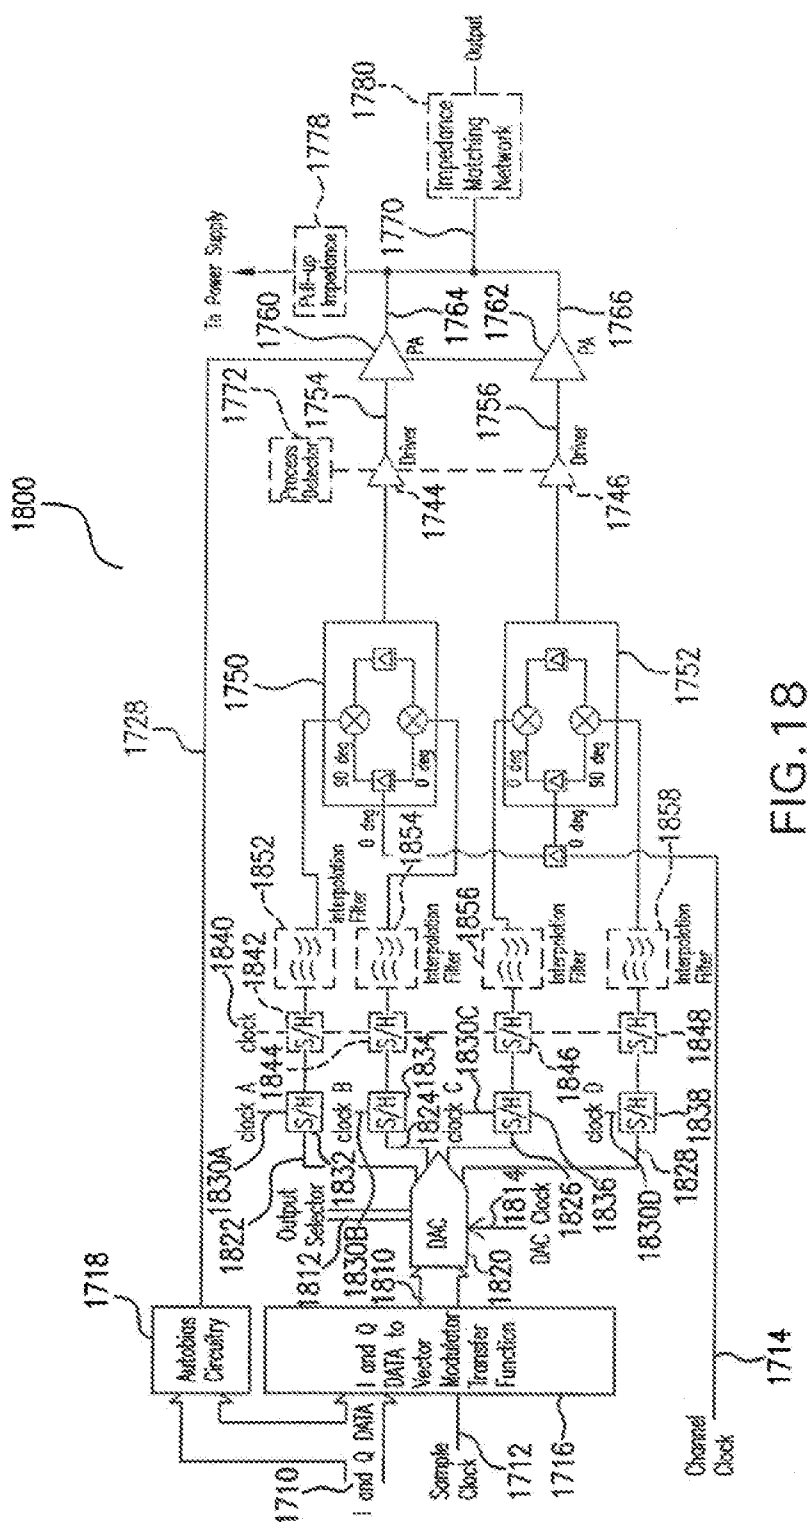 1800
1718
Autobias
Circuitry
1728
1710
I and Q DATA
I and Q
DATA to
Vector
Modulator
Transfer
Function
Sample
Clock
1712
1716
Channel
Clock
1714
1810
1812
Output
Selector
DAC
1820
DAC Clock
1814
1822
1824
1826
1828
1830A
clock A
S/H
1832
1830B
clock B
S/H
1834
clock C
1830C
S/H
1836
clock D
1830D
S/H
1838
clock
1840
1842
S/H
1844
S/H
1846
S/H
1848
S/H
1852
Interpolation
Filter
1854
Interpolation
Filter
1856
Interpolation
Filter
1858
Interpolation
Filter
1750
90 deg
0 deg
0 deg
Δ
Δ
1752
0 deg
90 deg
0 deg
Δ
Δ
Δ
Process
Detector
1772
Driver
1744
1754
Driver
1746
1756
PA
1760
1764
PA
1762
1766
To Power Supply
Pull-up
Impedance
1778
1770
Impedance
Matching
Network
1780
Output
FIG.18